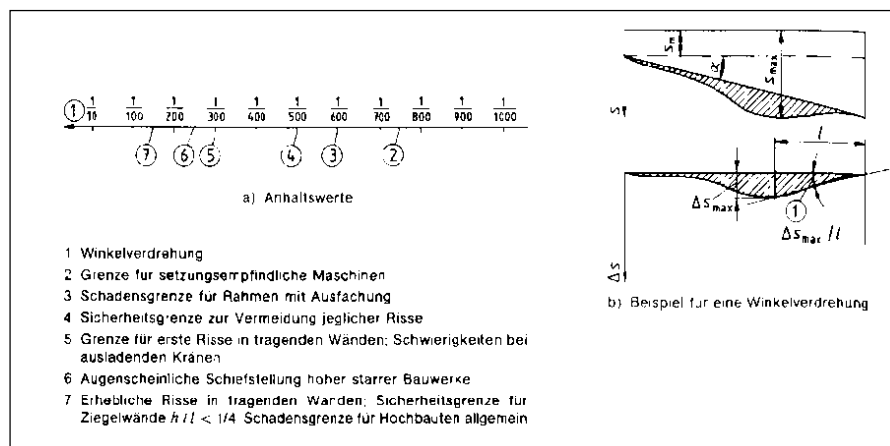 ① 1/10 1/100 1/200 1/300 1/400 1/500 1/600 1/700 1/800 1/900 1/1000
⑦ ⑥ ⑤ ④ ③ ②
a) Anhaltswerte
1 Winkelverdrehung
2 Grenze fur setzungsempfindliche Maschinen
3 Schadensgrenze für Rahmen mit Ausfachung
4 Sicherheitsgrenze zur Vermeidung jeglicher Risse
5 Grenze für erste Risse in tragenden Wänden; Schwierigkeiten bei
ausladenden Kränen
6 Augenscheinliche Schiefstellung hoher starrer Bauwerke
7 Erhebliche Risse in tragenden Wanden; Sicherheitsgrenze fur
Ziegelwände h/l < 1/4 Schadensgrenze für Hochbauten allgemein
s_m
α
s_max
s
l
Δs_max
①
Δs_max/l
Δs
b) Beispiel fur eine Winkelverdrehung